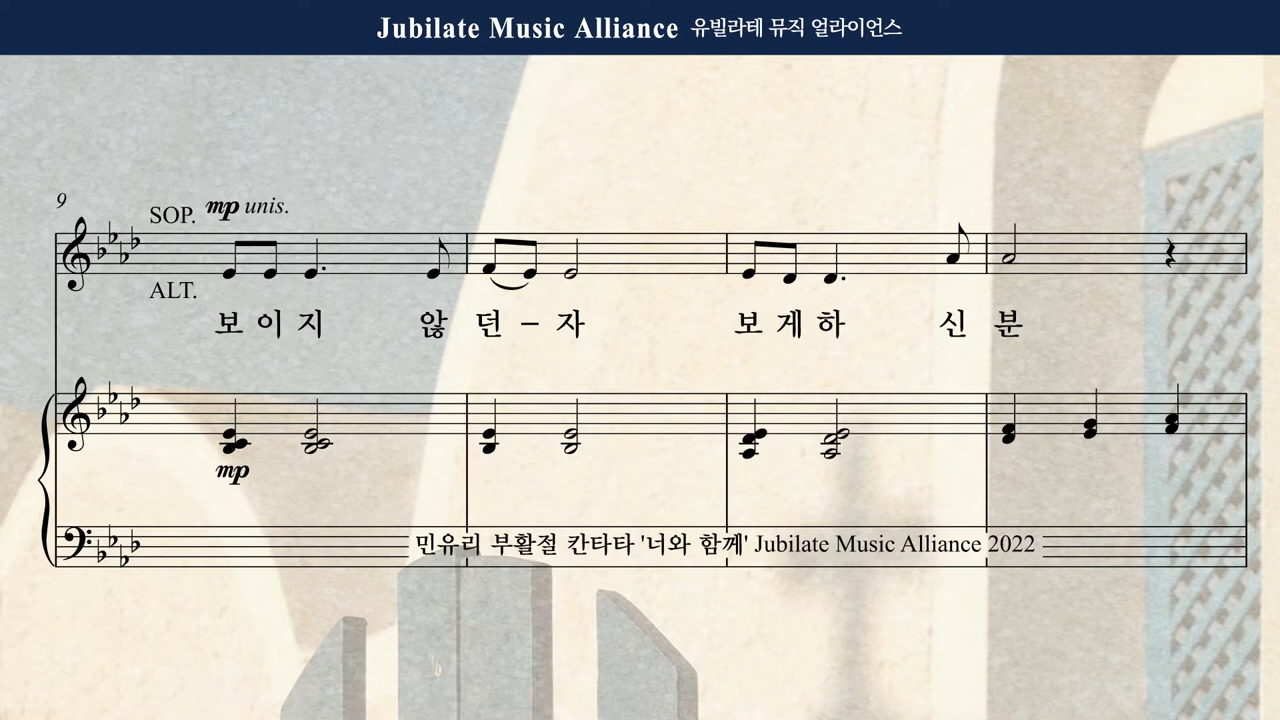 Jubilate Music Alliance 유빌라테 뮤직 얼라이언스
9
SOP. mp unis.
ALT.
보 이 지 않 던 – 자 보 게 하 신 분
mp
민유리 부활절 칸타타 '너와 함께' Jubilate Music Alliance 2022